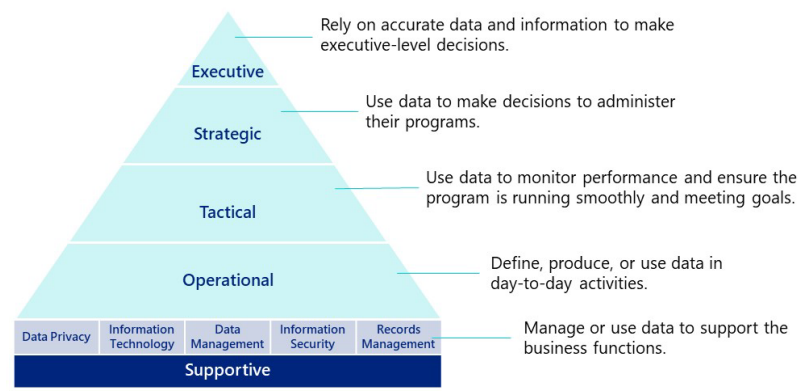 Rely on accurate data and information to make
executive-level decisions.
Executive
Use data to make decisions to administer
their programs.
Strategic
Use data to monitor performance and ensure the
program is running smoothly and meeting goals.
Tactical
Define, produce, or use data in
day-to-day activities.
Operational
Data Privacy
Information
Technology
Data
Management
Information
Security
Records
Management
Manage or use data to support the
business functions.
Supportive